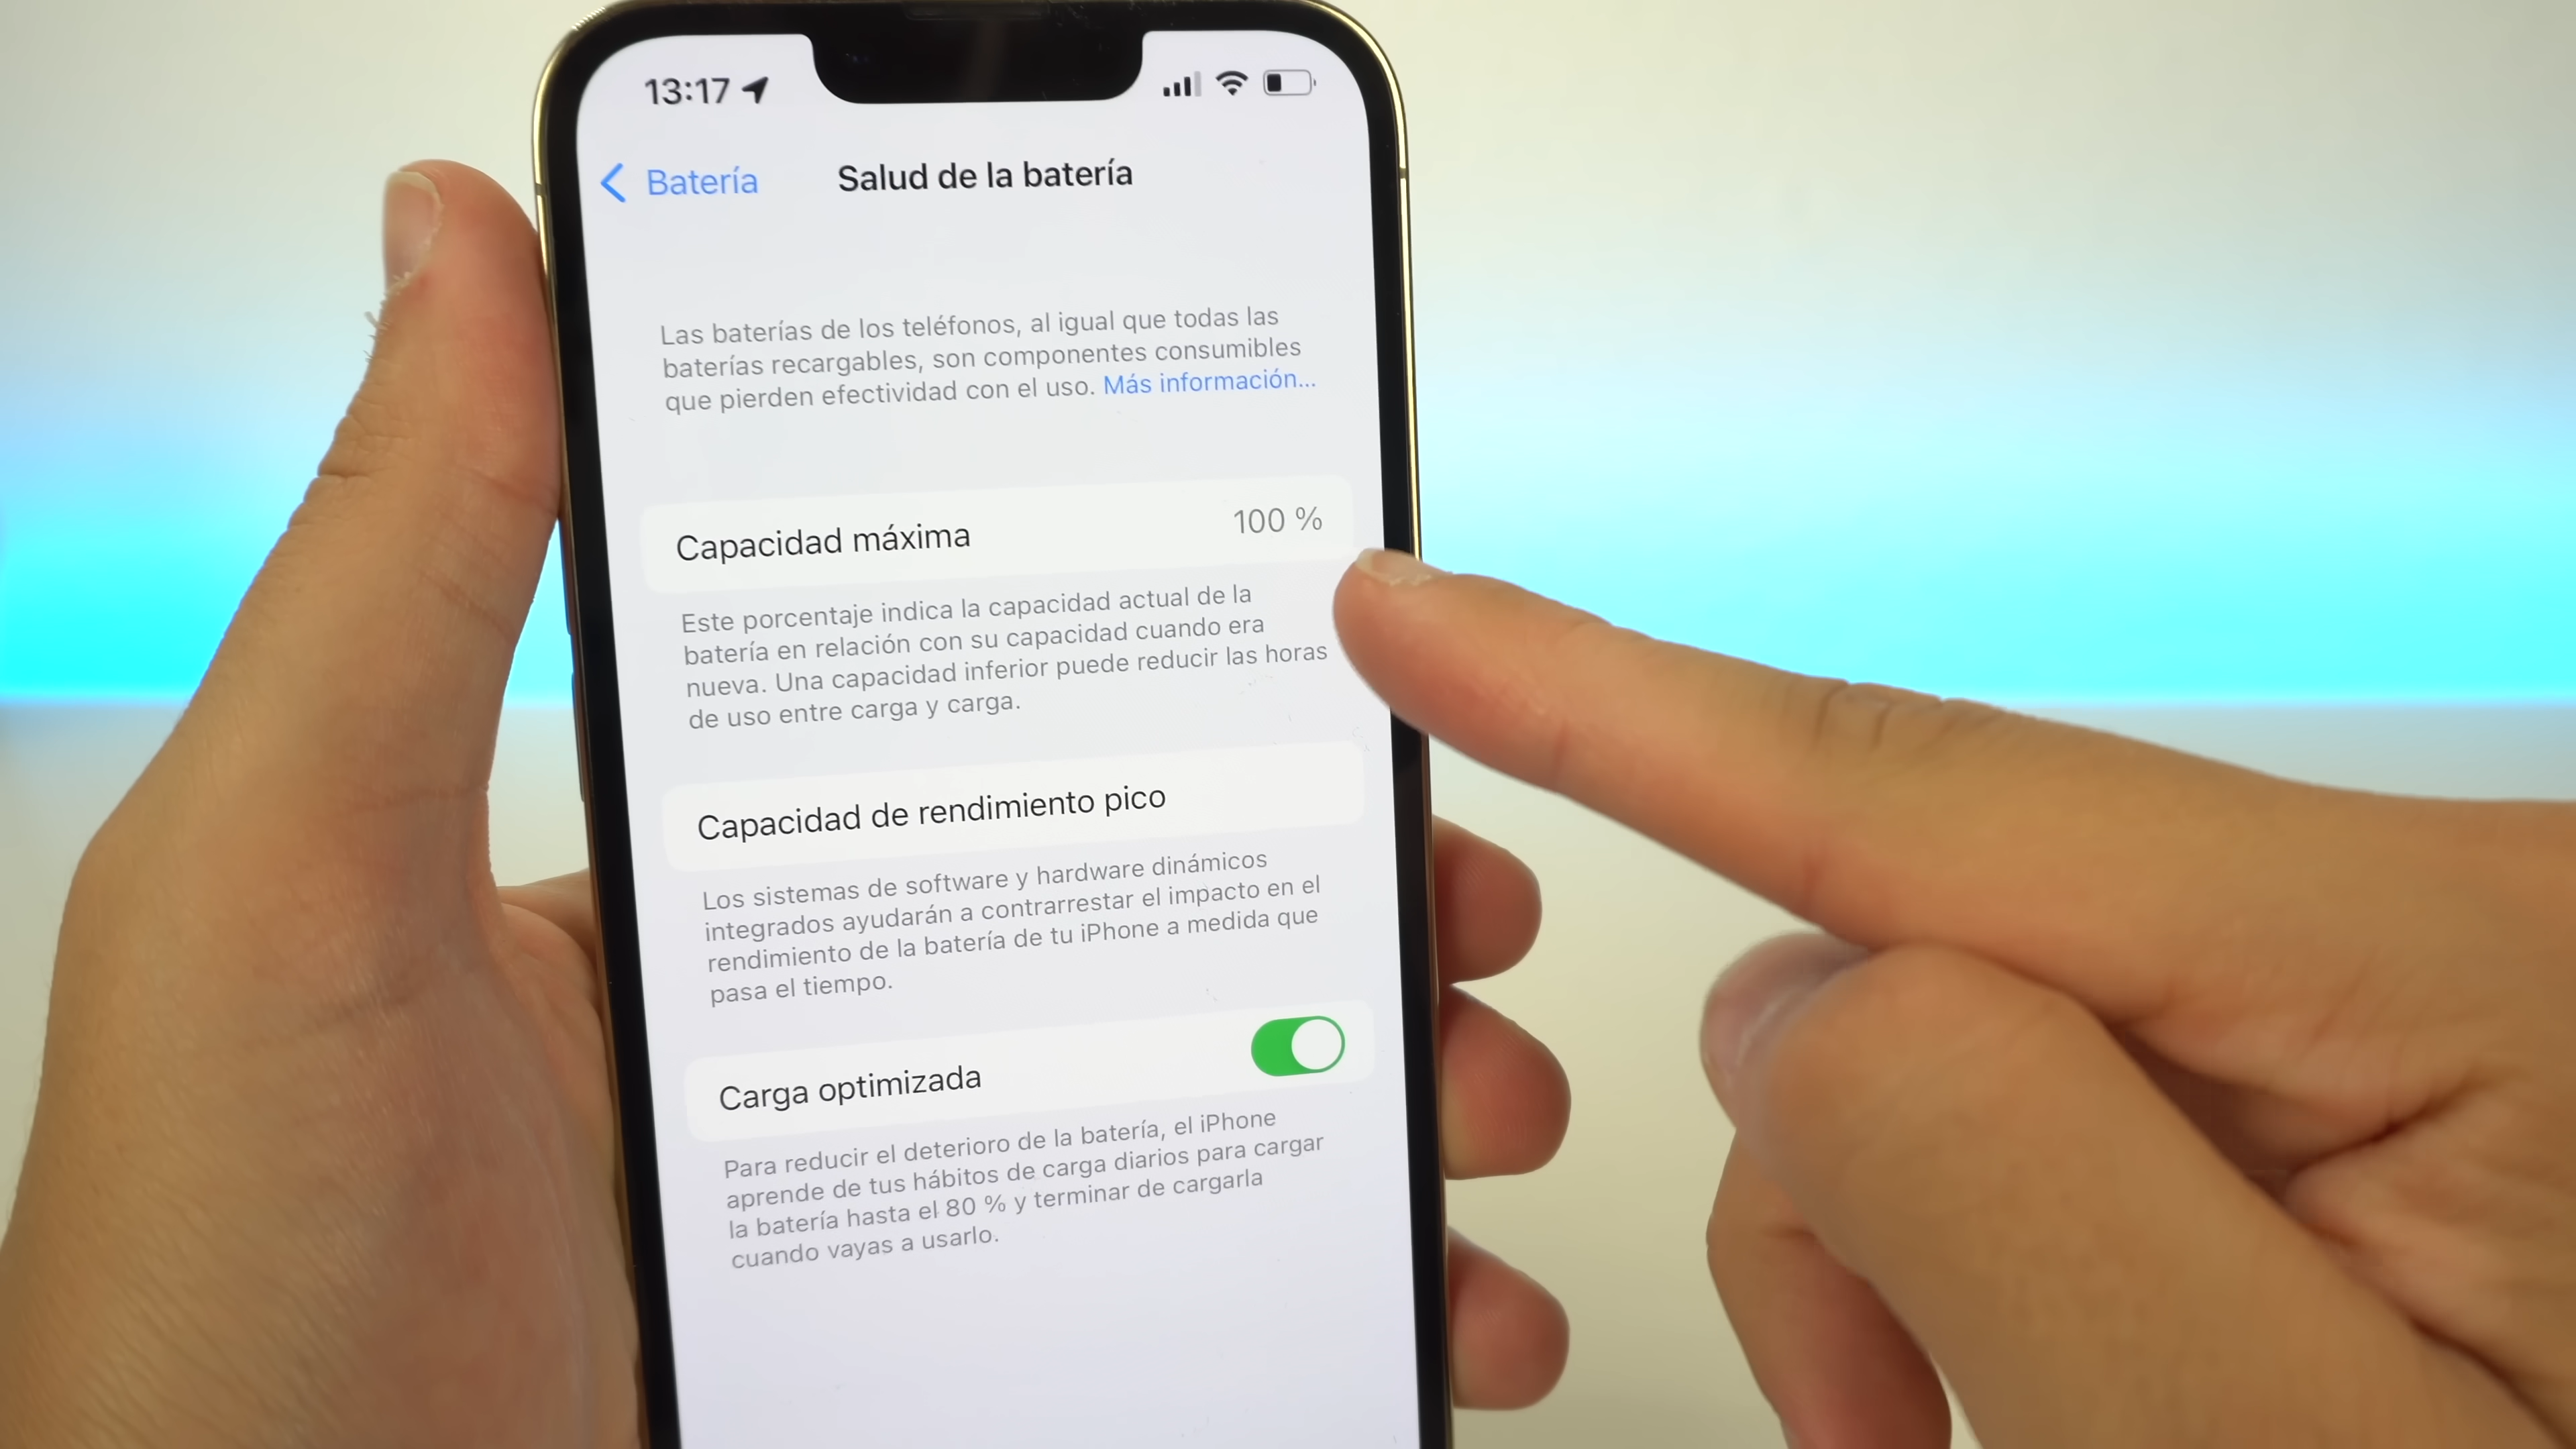 13:17
Batería
Salud de la batería
Las baterías de los teléfonos, al igual que todas las
baterías recargables, son componentes consumibles
que pierden efectividad con el uso. Más información...
Capacidad máxima 100 %
Este porcentaje indica la capacidad actual de la
batería en relación con su capacidad cuando era
nueva. Una capacidad inferior puede reducir las horas
de uso entre carga y carga.
Capacidad de rendimiento pico
Los sistemas de software y hardware dinámicos
integrados ayudarán a contrarrestar el impacto en el
rendimiento de la batería de tu iPhone a medida que
pasa el tiempo.
Carga optimizada
Para reducir el deterioro de la batería, el iPhone
aprende de tus hábitos de carga diarios para cargar
la batería hasta el 80 % y terminar de cargarla
cuando vayas a usarlo.